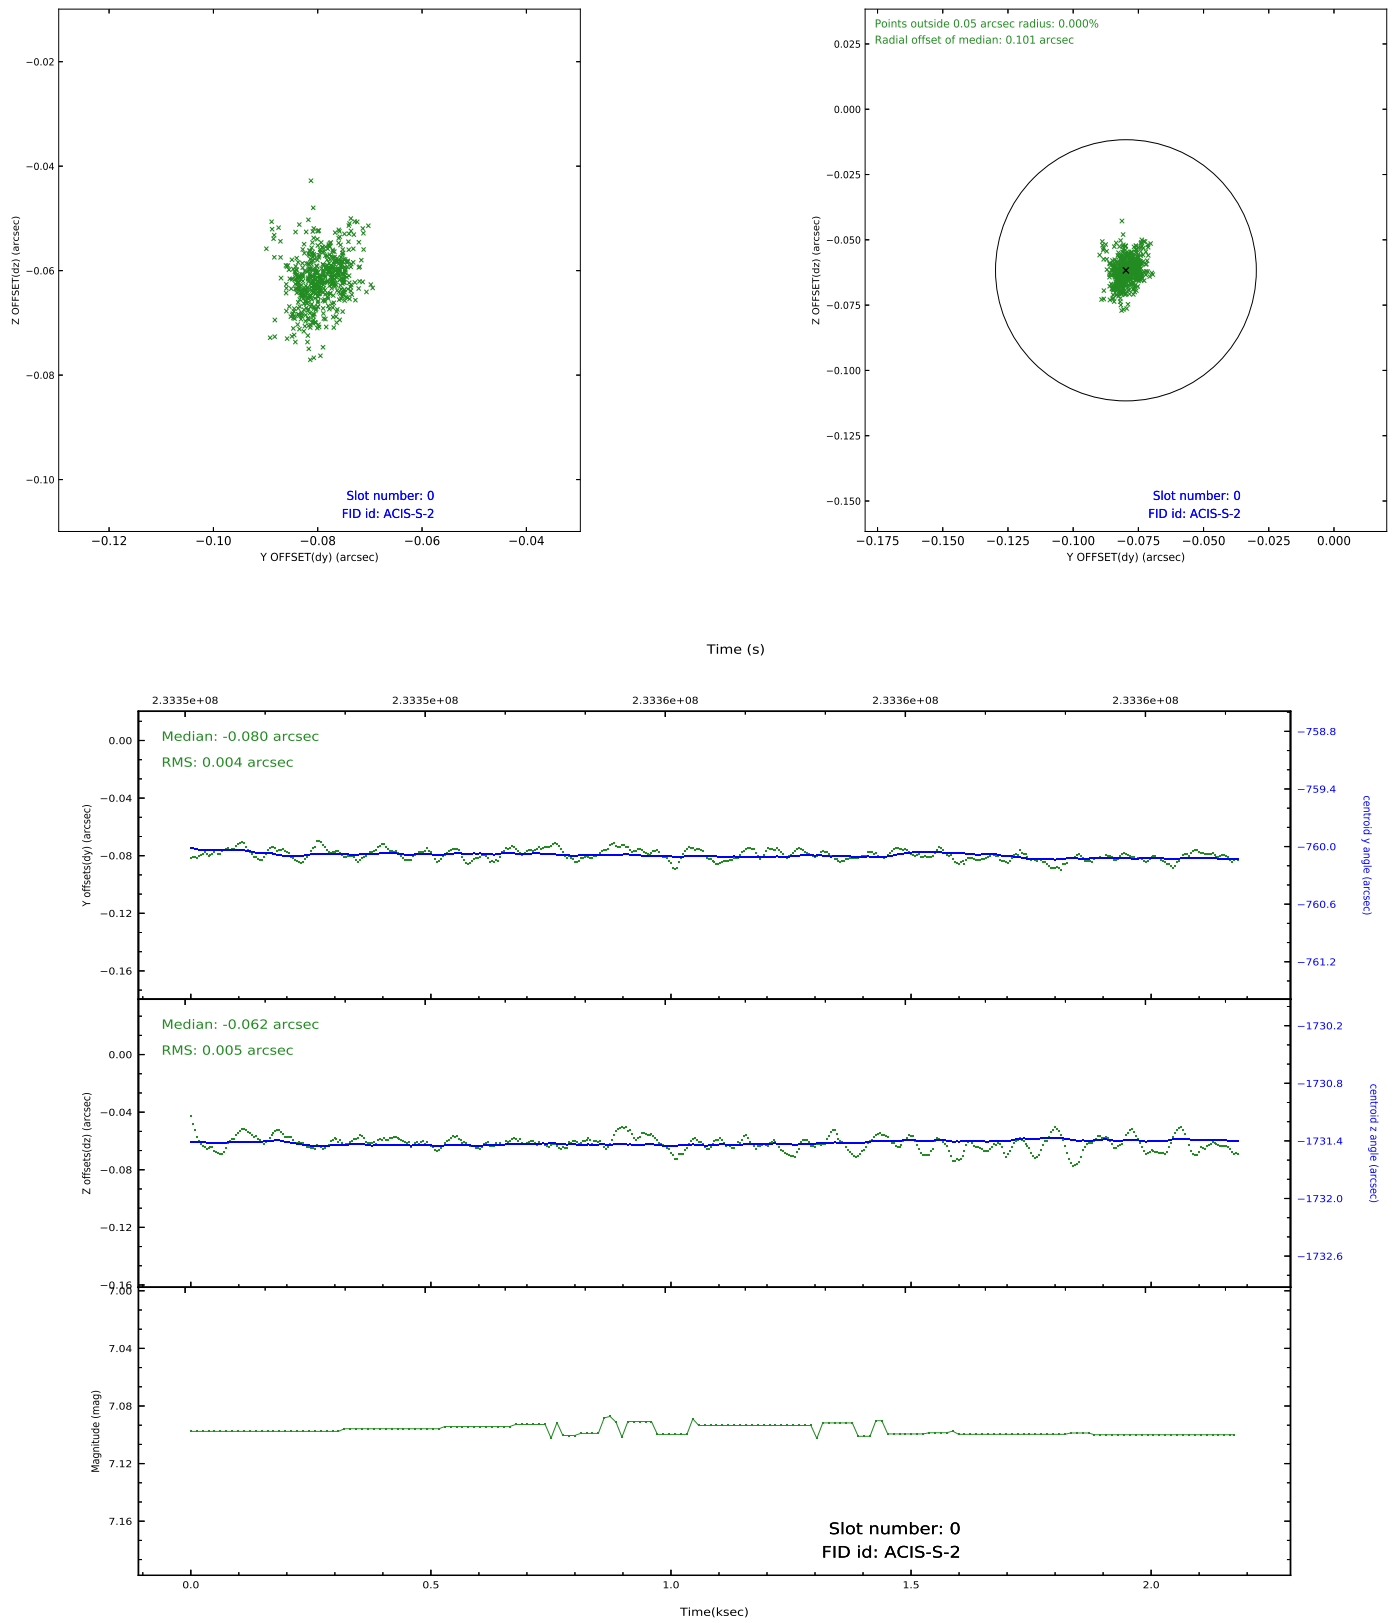 −0.02
−0.04
−0.06
−0.08
−0.10
Z OFFSET(dz) (arcsec)
Slot number: 0
FID id: ACIS-S-2
−0.12
−0.10
−0.08
−0.06
−0.04
Y OFFSET(dy) (arcsec)
Points outside 0.05 arcsec radius: 0.000%
Radial offset of median: 0.101 arcsec
0.025
0.000
−0.025
−0.050
−0.075
−0.100
−0.125
−0.150
Z OFFSET(dz) (arcsec)
Slot number: 0
FID id: ACIS-S-2
−0.175
−0.150
−0.125
−0.100
−0.075
−0.050
−0.025
0.000
Y OFFSET(dy) (arcsec)
Time (s)
2.3335e+08
2.3335e+08
2.3336e+08
2.3336e+08
2.3336e+08
Median: -0.080 arcsec
RMS: 0.004 arcsec
0.00
−0.04
−0.08
−0.12
−0.16
Y offsets(dy) (arcsec)
−758.8
−759.4
−760.0
−760.6
−761.2
centroid y angle (arcsec)
Median: -0.062 arcsec
RMS: 0.005 arcsec
0.00
−0.04
−0.08
−0.12
−0.16
Z offsets(dz) (arcsec)
−1730.2
−1730.8
−1731.4
−1732.0
−1732.6
centroid z angle (arcsec)
7.00
7.04
7.08
7.12
7.16
Magnitude (mag)
Slot number: 0
FID id: ACIS-S-2
0.0
0.5
1.0
1.5
2.0
Time(ksec)